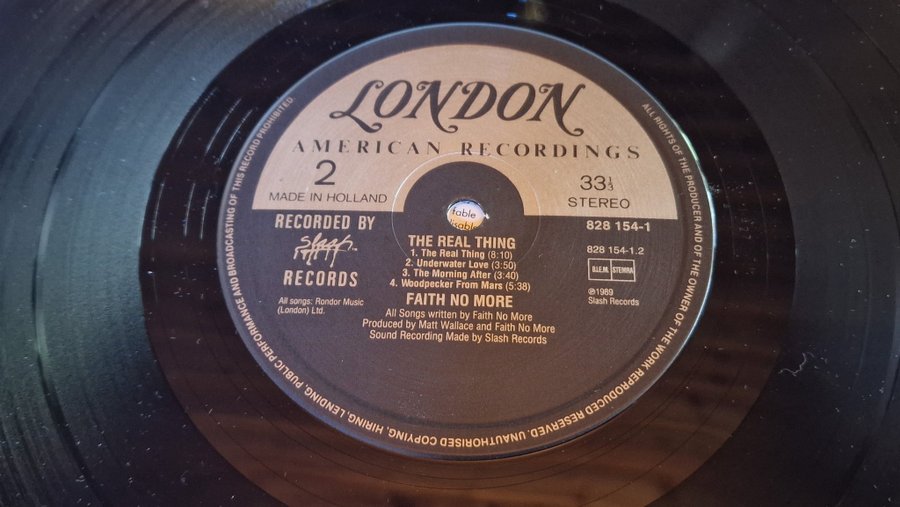 LONDON
AMERICAN RECORDINGS
2
MADE IN HOLLAND
33⅓
STEREO
RECORDED BY
slash ™
RECORDS
828 154-1
828 154-1.2
B.I.E.M. STEMRA
℗1989
Slash Records
fable
THE REAL THING
1. The Real Thing (8:10)
2. Underwater Love (3:50)
3. The Morning After (3:40)
4. Woodpecker From Mars (5:38)
FAITH NO MORE
All Songs written by Faith No More
Produced by Matt Wallace and Faith No More
Sound Recording Made by Slash Records
All songs: Rondor Music
(London) Ltd.
ALL RIGHTS OF THE PRODUCER AND OF THE OWNER OF THE WORK REPRODUCED RESERVED. UNAUTHORISED COPYING, HIRING, LENDING, PUBLIC PERFORMANCE AND BROADCASTING OF THIS RECORD PROHIBITED.